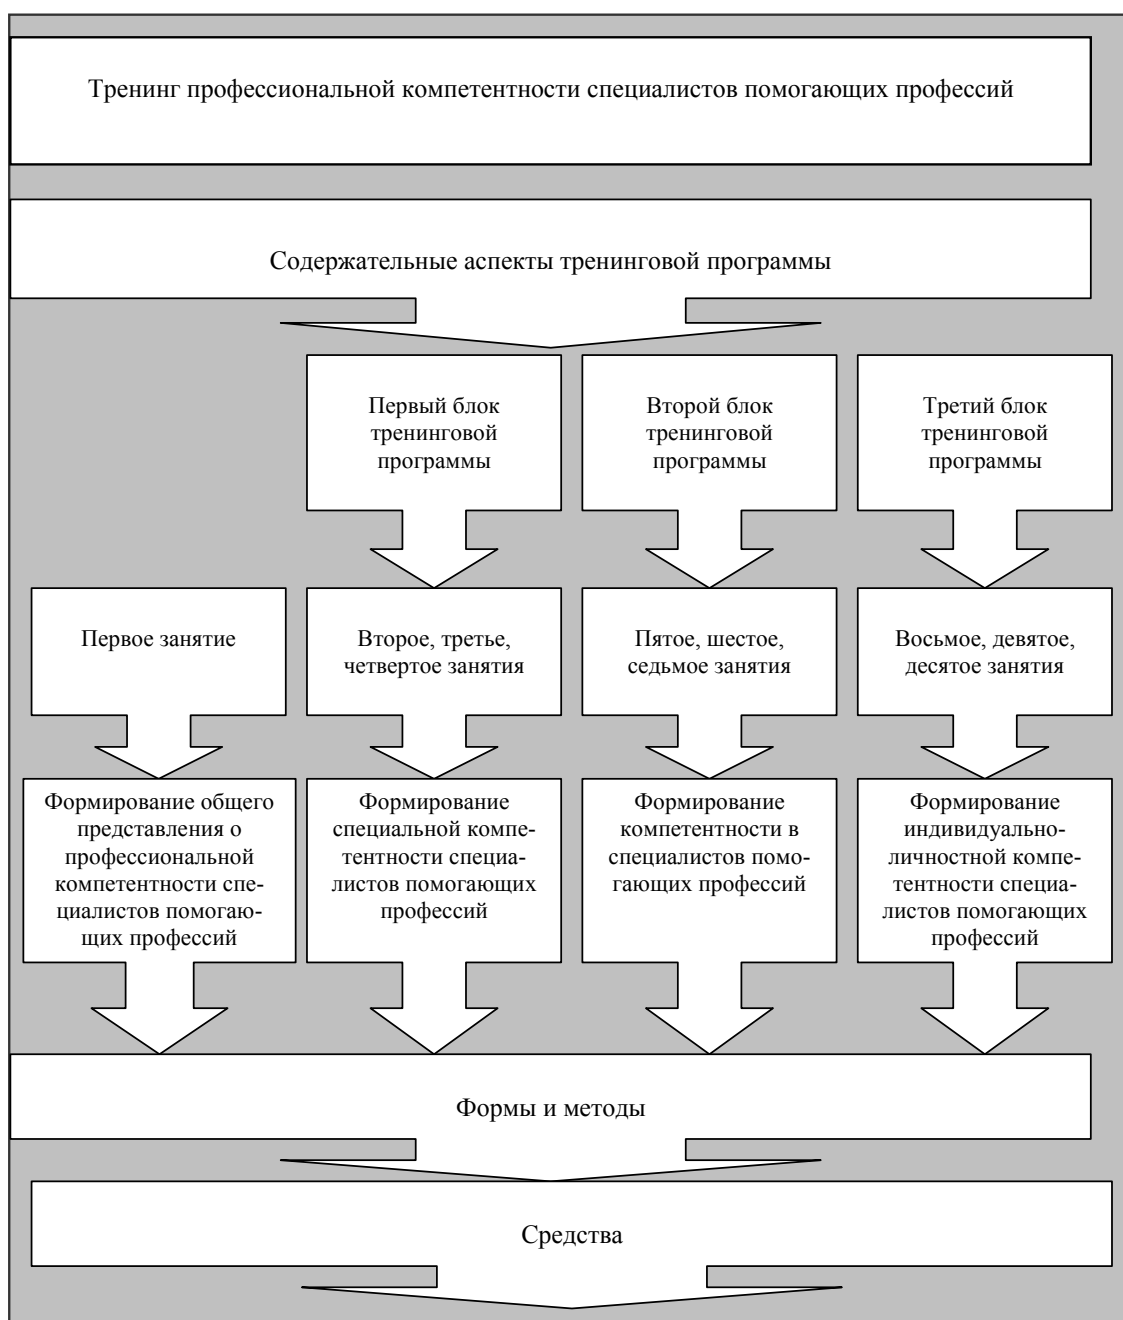 Тренинг профессиональной компетентности специалистов помогающих профессий
Содержательные аспекты тренинговой программы
Первый блок
тренинговой
программы
Второй блок
тренинговой
программы
Третий блок
тренинговой
программы
Первое занятие
Второе, третье,
четвертое занятия
Пятое, шестое,
седьмое занятия
Восьмое, девятое,
десятое занятия
Формирование общего
представления о
профессиональной
компетентности спе-
циалистов помогаю-
щих профессий
Формирование
специальной компе-
тентности специа-
листов помогающих
профессий
Формирование
компетентности в
специалистов помо-
гающих профессий
Формирование
индивидуально-
личностной компе-
тентности специа-
листов помогающих
профессий
Формы и методы
Средства